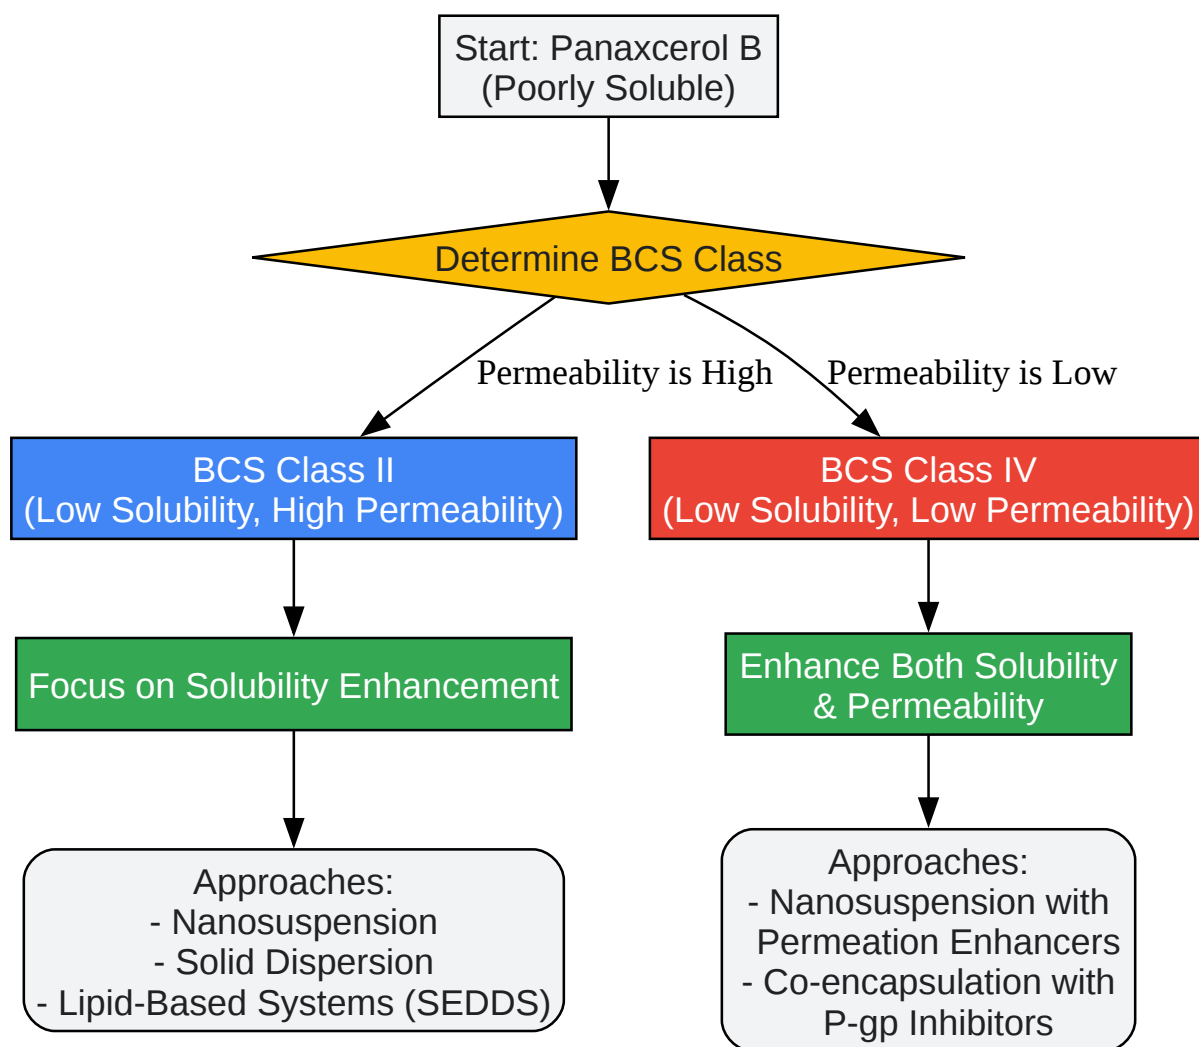 Start: Panaxcerol B
(Poorly Soluble)
Determine BCS Class
Permeability is High
Permeability is Low
BCS Class II
(Low Solubility, High Permeability)
BCS Class IV
(Low Solubility, Low Permeability)
Focus on Solubility Enhancement
Enhance Both Solubility
& Permeability
Approaches:
- Nanosuspension
- Solid Dispersion
- Lipid-Based Systems (SEDDS)
Approaches:
- Nanosuspension with
Permeation Enhancers
- Co-encapsulation with
P-gp Inhibitors